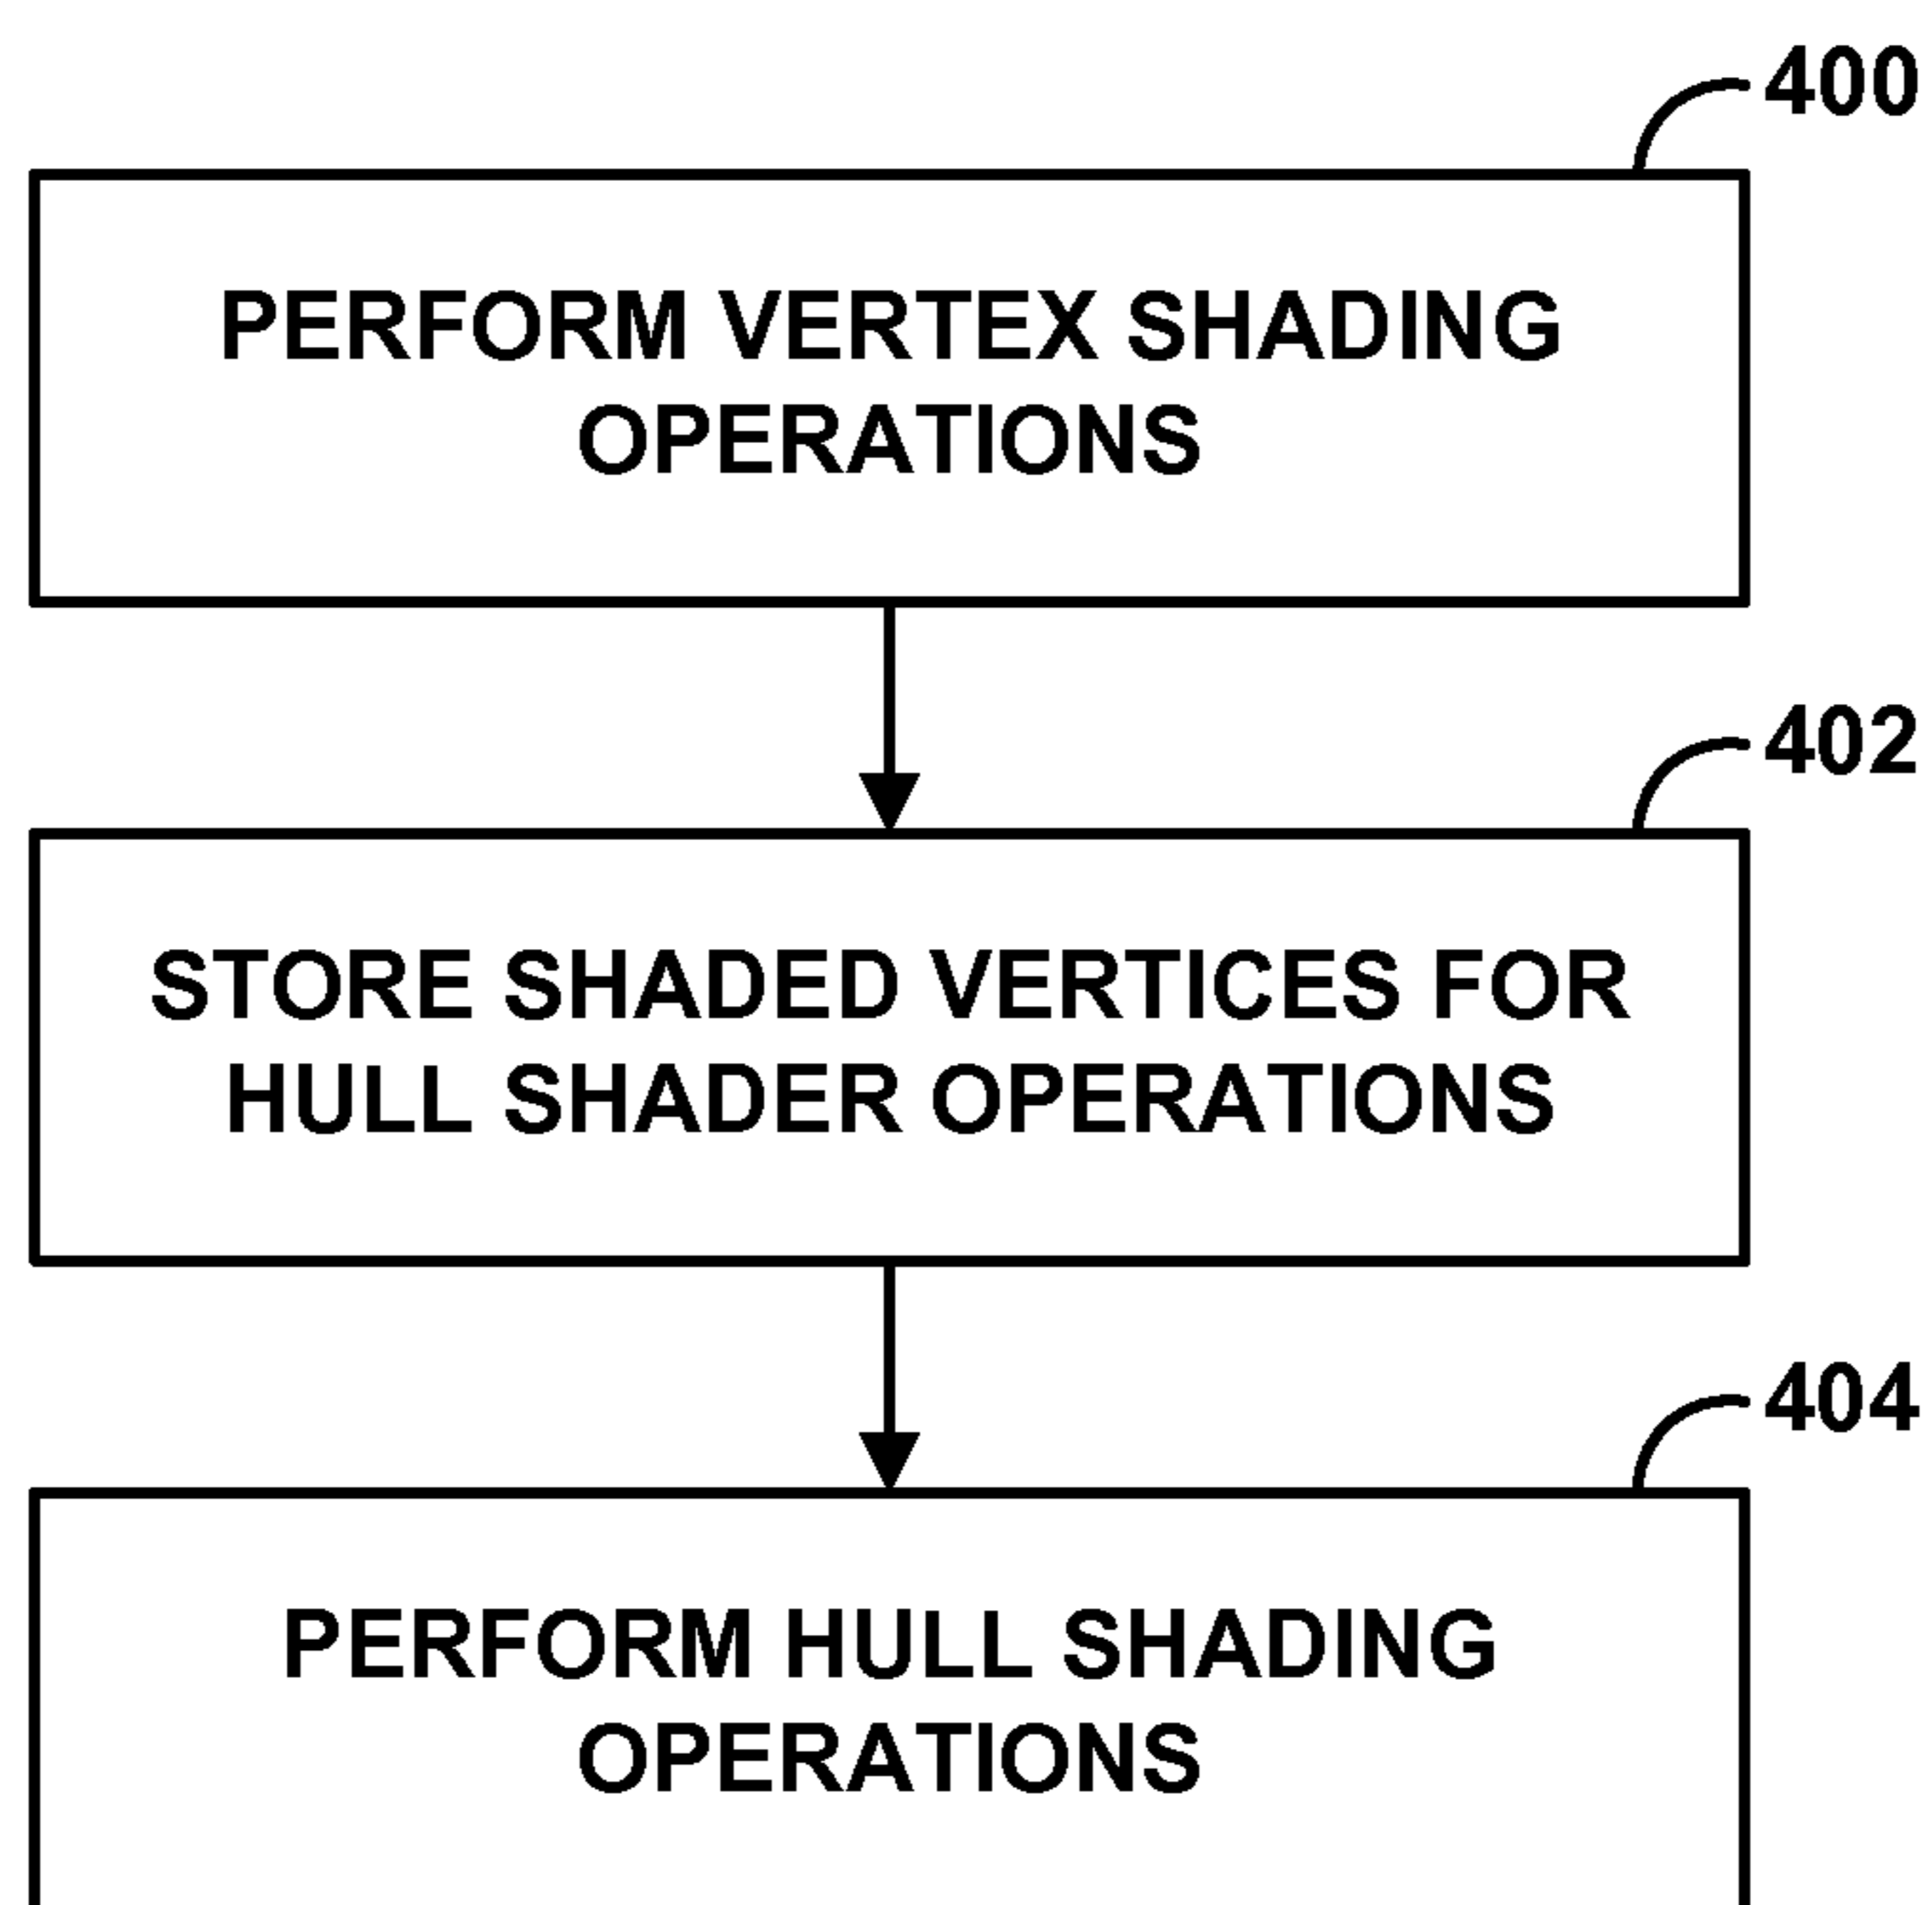 400
PERFORM VERTEX SHADING
OPERATIONS
402
STORE SHADED VERTICES FOR
HULL SHADER OPERATIONS
404
PERFORM HULL SHADING
OPERATIONS